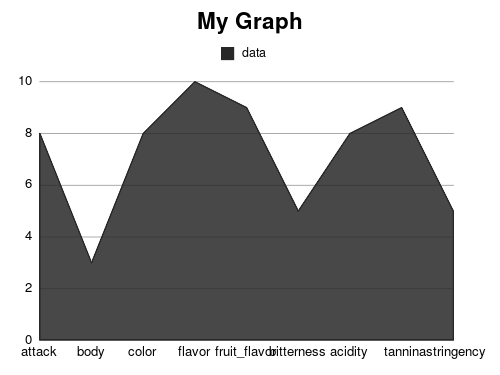 My Graph
data
10
8
6
4
2
0
attack body color flavor fruit_flavor bitterness acidity tannin astringency